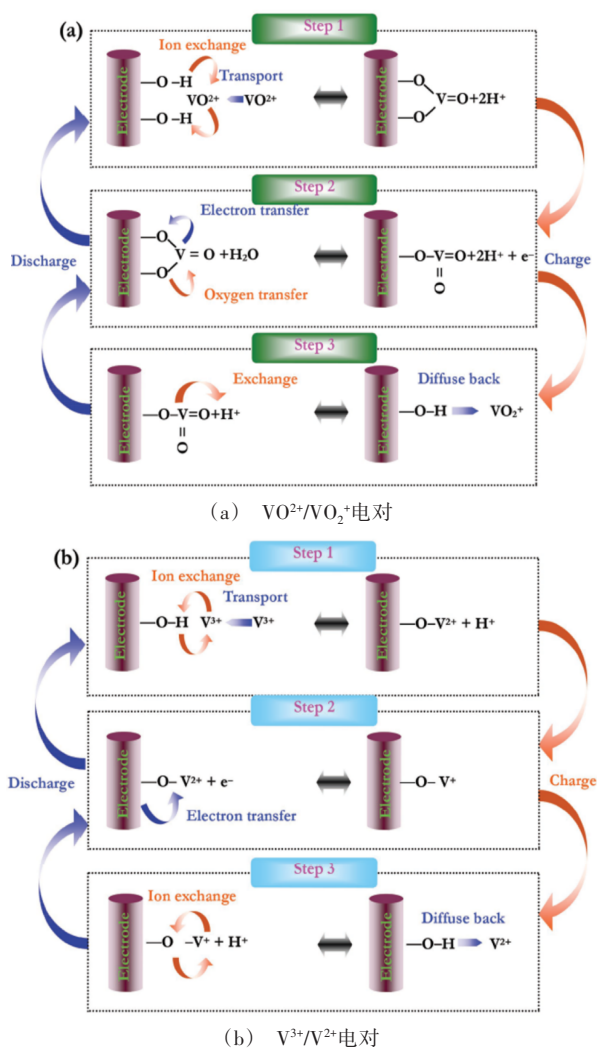 (a)
Step 1
Electrode
Ion exchange
–O–H
Transport
VO²⁺ VO²⁺
–O–H
Electrode
O
V=O+2H⁺
O
Step 2
Electrode
Electron transfer
O
V = O +H₂O
O
Oxygen transfer
Electrode
–O–V=O+2H⁺ + e⁻
=
O
Discharge
Charge
Step 3
Electrode
Exchange
–O–V=O+H⁺
=
O
Electrode
Diffuse back
–O–H VO₂⁺
(a) VO²⁺/VO₂⁺电对
(b)
Step 1
Electrode
Ion exchange
Transport
–O–H V³⁺ V³⁺
Electrode
–O–V²⁺ + H⁺
Step 2
Electrode
–O– V²⁺ + e⁻
Electron transfer
Electrode
–O– V⁺
Discharge
Charge
Step 3
Electrode
Ion exchange
–O –V⁺ + H⁺
Electrode
Diffuse back
–O–H V²⁺
(b) V³⁺/V²⁺电对